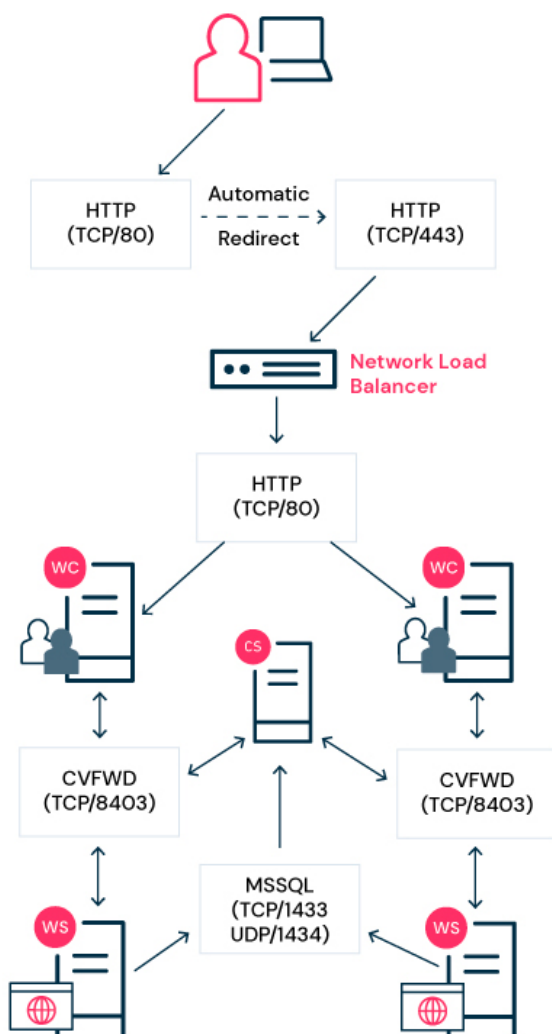 HTTP
(TCP/80)
Automatic
Redirect
HTTP
(TCP/443)
Network Load
Balancer
HTTP
(TCP/80)
WC
WC
CS
CVFWD
(TCP/8403)
CVFWD
(TCP/8403)
MSSQL
(TCP/1433
UDP/1434)
WS
WS